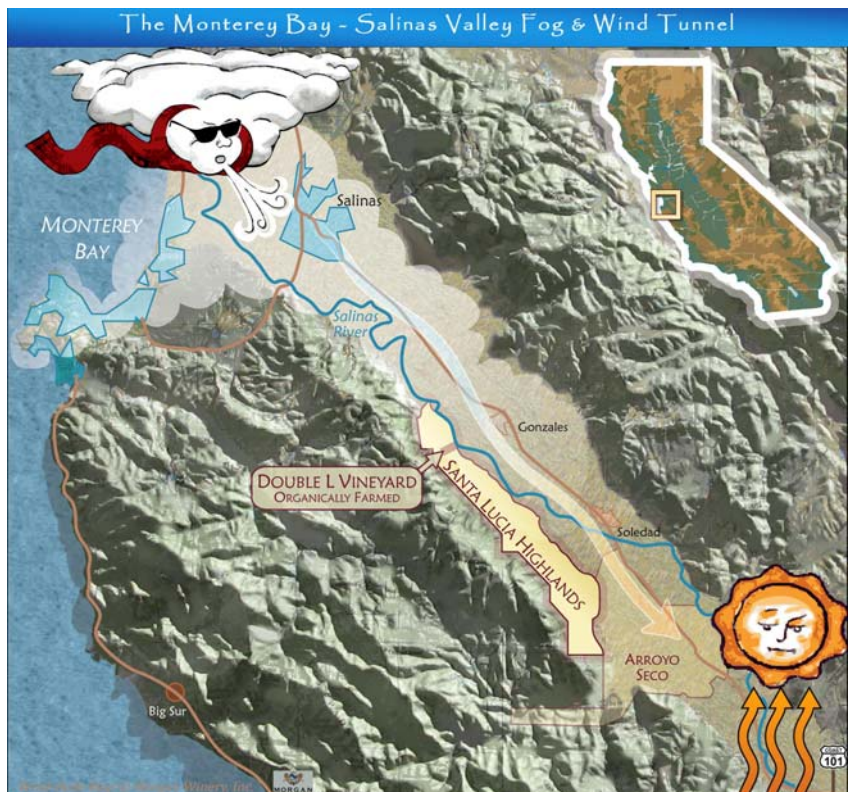 The Monterey Bay - Salinas Valley Fog & Wind Tunnel
MONTEREY
BAY
Salinas
Salinas
River
Gonzales
DOUBLE L VINEYARD
ORGANICALLY FARMED
SANTA LUCIA HIGHLANDS
Soledad
ARROYO
SECO
Big Sur
101
MORGAN